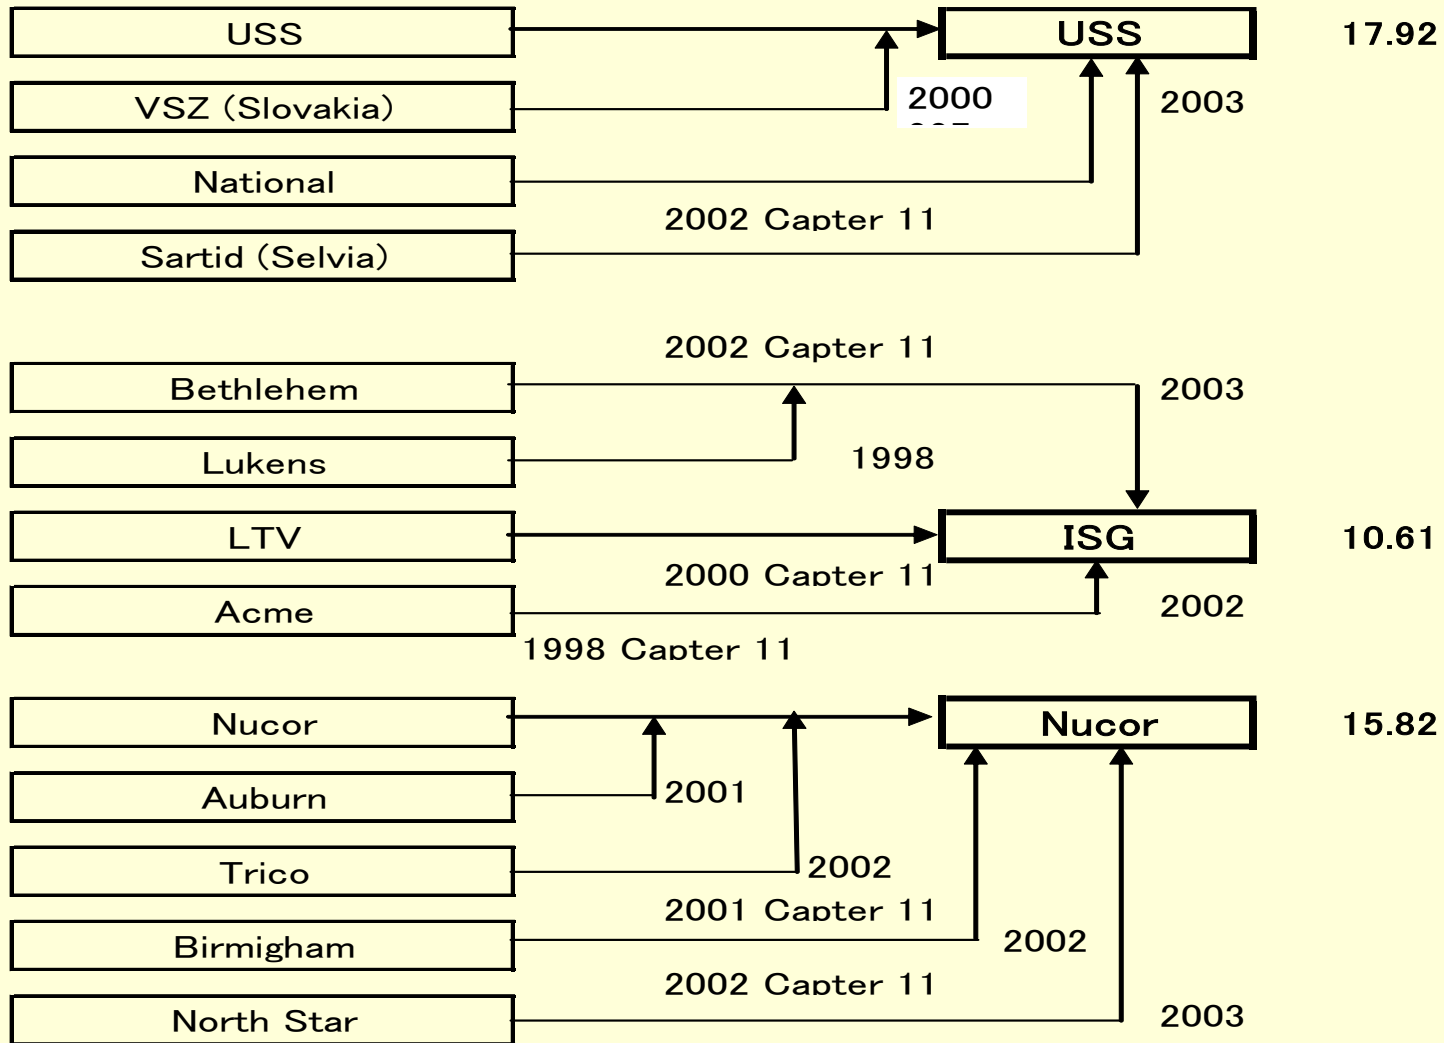 USS
USS
17.92
VSZ (Slovakia)
2000
2003
National
2002 Capter 11
Sartid (Selvia)
2002 Capter 11
Bethlehem
2003
Lukens
1998
LTV
ISG
10.61
2000 Capter 11
Acme
2002
1998 Capter 11
Nucor
Nucor
15.82
Auburn
2001
Trico
2002
2001 Capter 11
Birmigham
2002
2002 Capter 11
North Star
2003